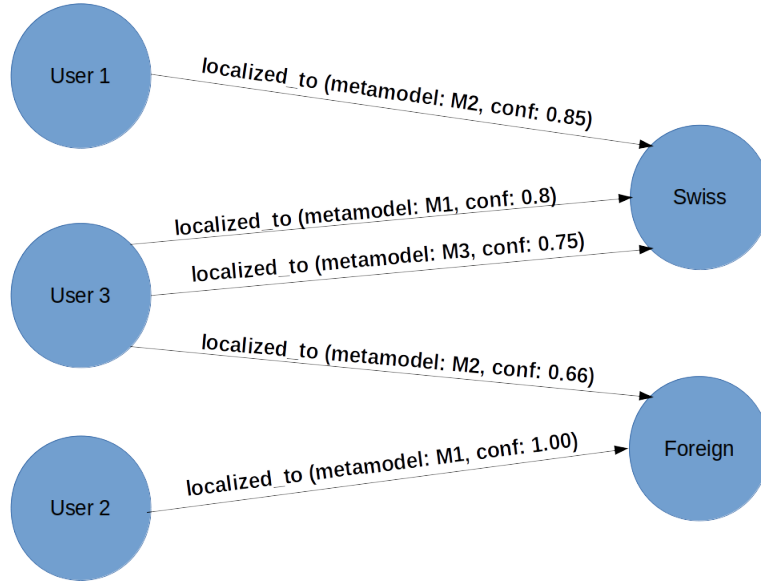 User 1
localized_to (metamodel: M2, conf: 0.85)
Swiss
localized_to (metamodel: M1, conf: 0.8)
localized_to (metamodel: M3, conf: 0.75)
User 3
localized_to (metamodel: M2, conf: 0.66)
Foreign
localized_to (metamodel: M1, conf: 1.00)
User 2